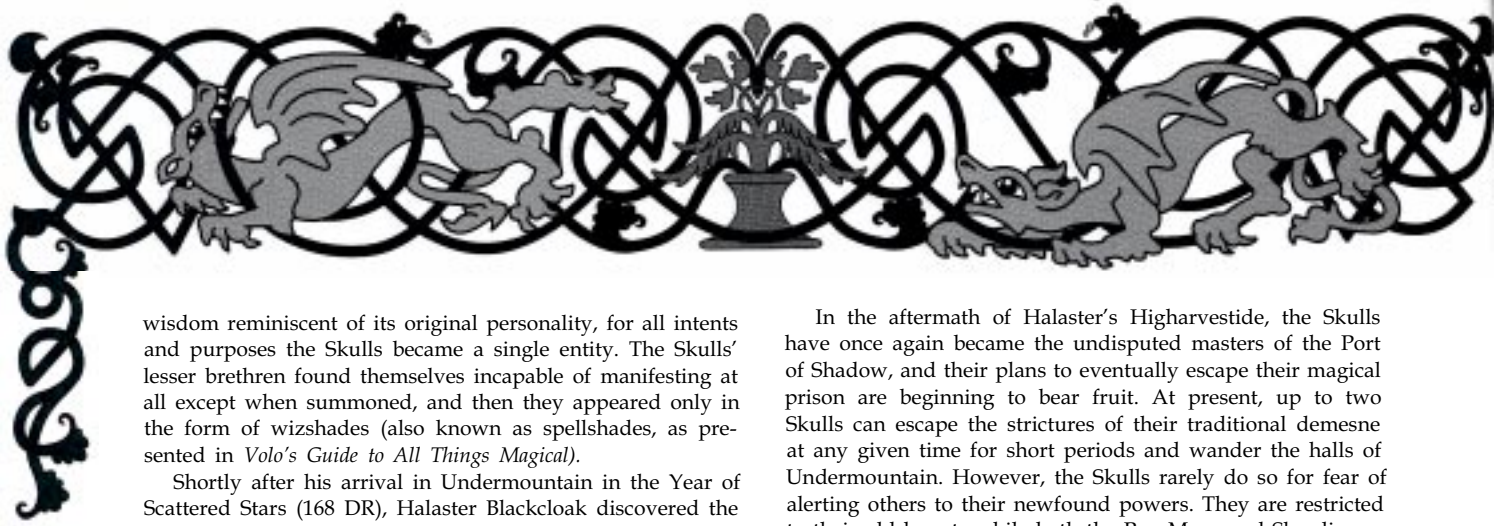 wisdom reminiscent of its original personality, for all intents
and purposes the Skulls became a single entity. The Skulls'
lesser brethren found themselves incapable of manifesting at
all except when summoned, and then they appeared only in
the form of wizshades (also known as spellshades, as pre-
sented in Volo's Guide to All Things Magical).
Shortly after his arrival in Undermountain in the Year of
Scattered Stars (168 DR), Halaster Blackcloak discovered the
In the aftermath of Halaster's Higharvestide, the Skulls
have once again became the undisputed masters of the Port
of Shadow, and their plans to eventually escape their magical
prison are beginning to bear fruit. At present, up to two
Skulls can escape the strictures of their traditional demesne
at any given time for short periods and wander the halls of
Undermountain. However, the Skulls rarely do so for fear of
alerting others to their newfound powers. They are restricted